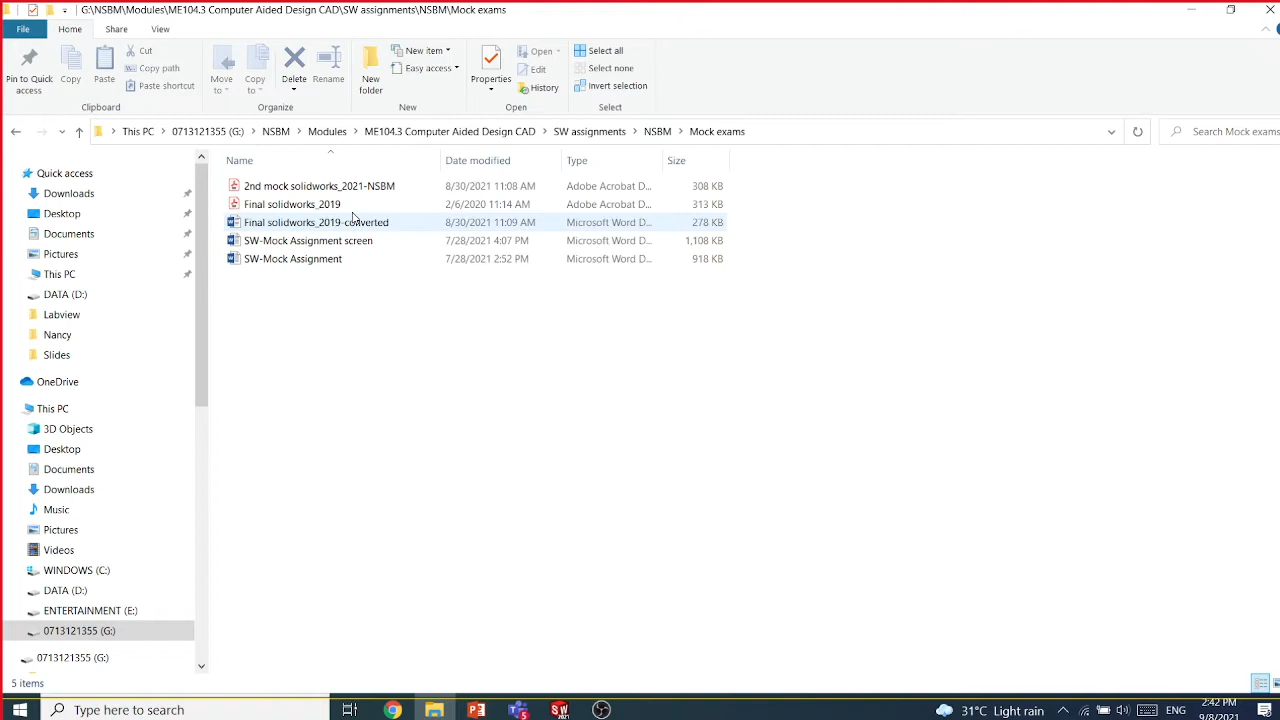 G:\NSBM\Modules\ME104.3 Computer Aided Design CAD\SW assignments\NSBM\Mock exams
File Home Share View
Pin to Quick access
Copy
Paste
Cut
Copy path
Paste shortcut
Clipboard
Move to
Copy to
Delete
Rename
Organize
New folder
New item
Easy access
New
Properties
Open
Edit
History
Open
Select all
Select none
Invert selection
Select
This PC 0713121355 (G:) NSBM Modules ME104.3 Computer Aided Design CAD SW assignments NSBM Mock exams
Search Mock exams
Name Date modified Type Size
2nd mock solidworks_2021-NSBM 8/30/2021 11:08 AM Adobe Acrobat D... 308 KB
Final solidworks_2019 2/6/2020 11:14 AM Adobe Acrobat D... 313 KB
Final solidworks_2019-converted 8/30/2021 11:09 AM Microsoft Word D... 278 KB
SW-Mock Assignment screen 7/28/2021 4:07 PM Microsoft Word D... 1,108 KB
SW-Mock Assignment 7/28/2021 2:52 PM Microsoft Word D... 918 KB
Quick access
Downloads
Desktop
Documents
Pictures
This PC
DATA (D:)
Labview
Nancy
Slides
OneDrive
This PC
3D Objects
Desktop
Documents
Downloads
Music
Pictures
Videos
WINDOWS (C:)
DATA (D:)
ENTERTAINMENT (E:)
0713121355 (G:)
0713121355 (G:)
5 items
Type here to search
31°C Light rain
ENG
2:42 PM